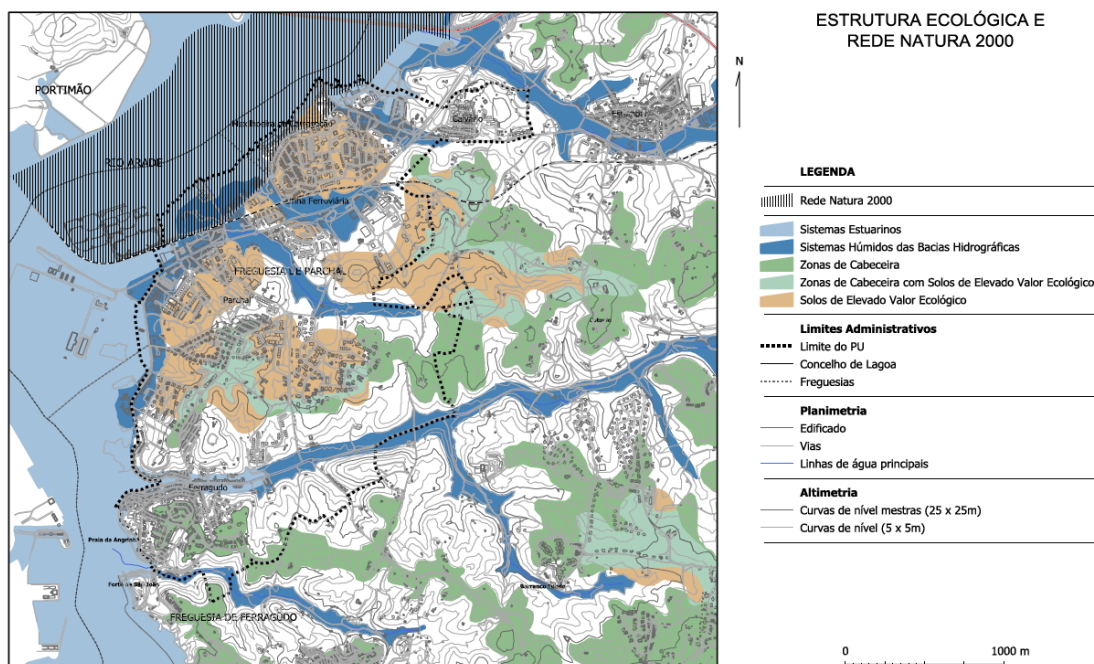 ESTRUTURA ECOLÓGICA E
REDE NATURA 2000
N
PORTIMÃO
RIO ARADE
Calvário
Linha Ferroviária
FREGUESIA DE PARCHAL
Parchal
Ferragudo
Praia da Angrinha
FREGUESIA DE FERRAGUDO
LEGENDA
Rede Natura 2000
Sistemas Estuarinos
Sistemas Húmidos das Bacias Hidrográficas
Zonas de Cabeceira
Zonas de Cabeceira com Solos de Elevado Valor Ecológico
Solos de Elevado Valor Ecológico
Limites Administrativos
Limite do PU
Concelho de Lagoa
Freguesias
Planimetria
Edificado
Vias
Linhas de água principais
Altimetria
Curvas de nível mestras (25 x 25m)
Curvas de nível (5 x 5m)
0 1000 m